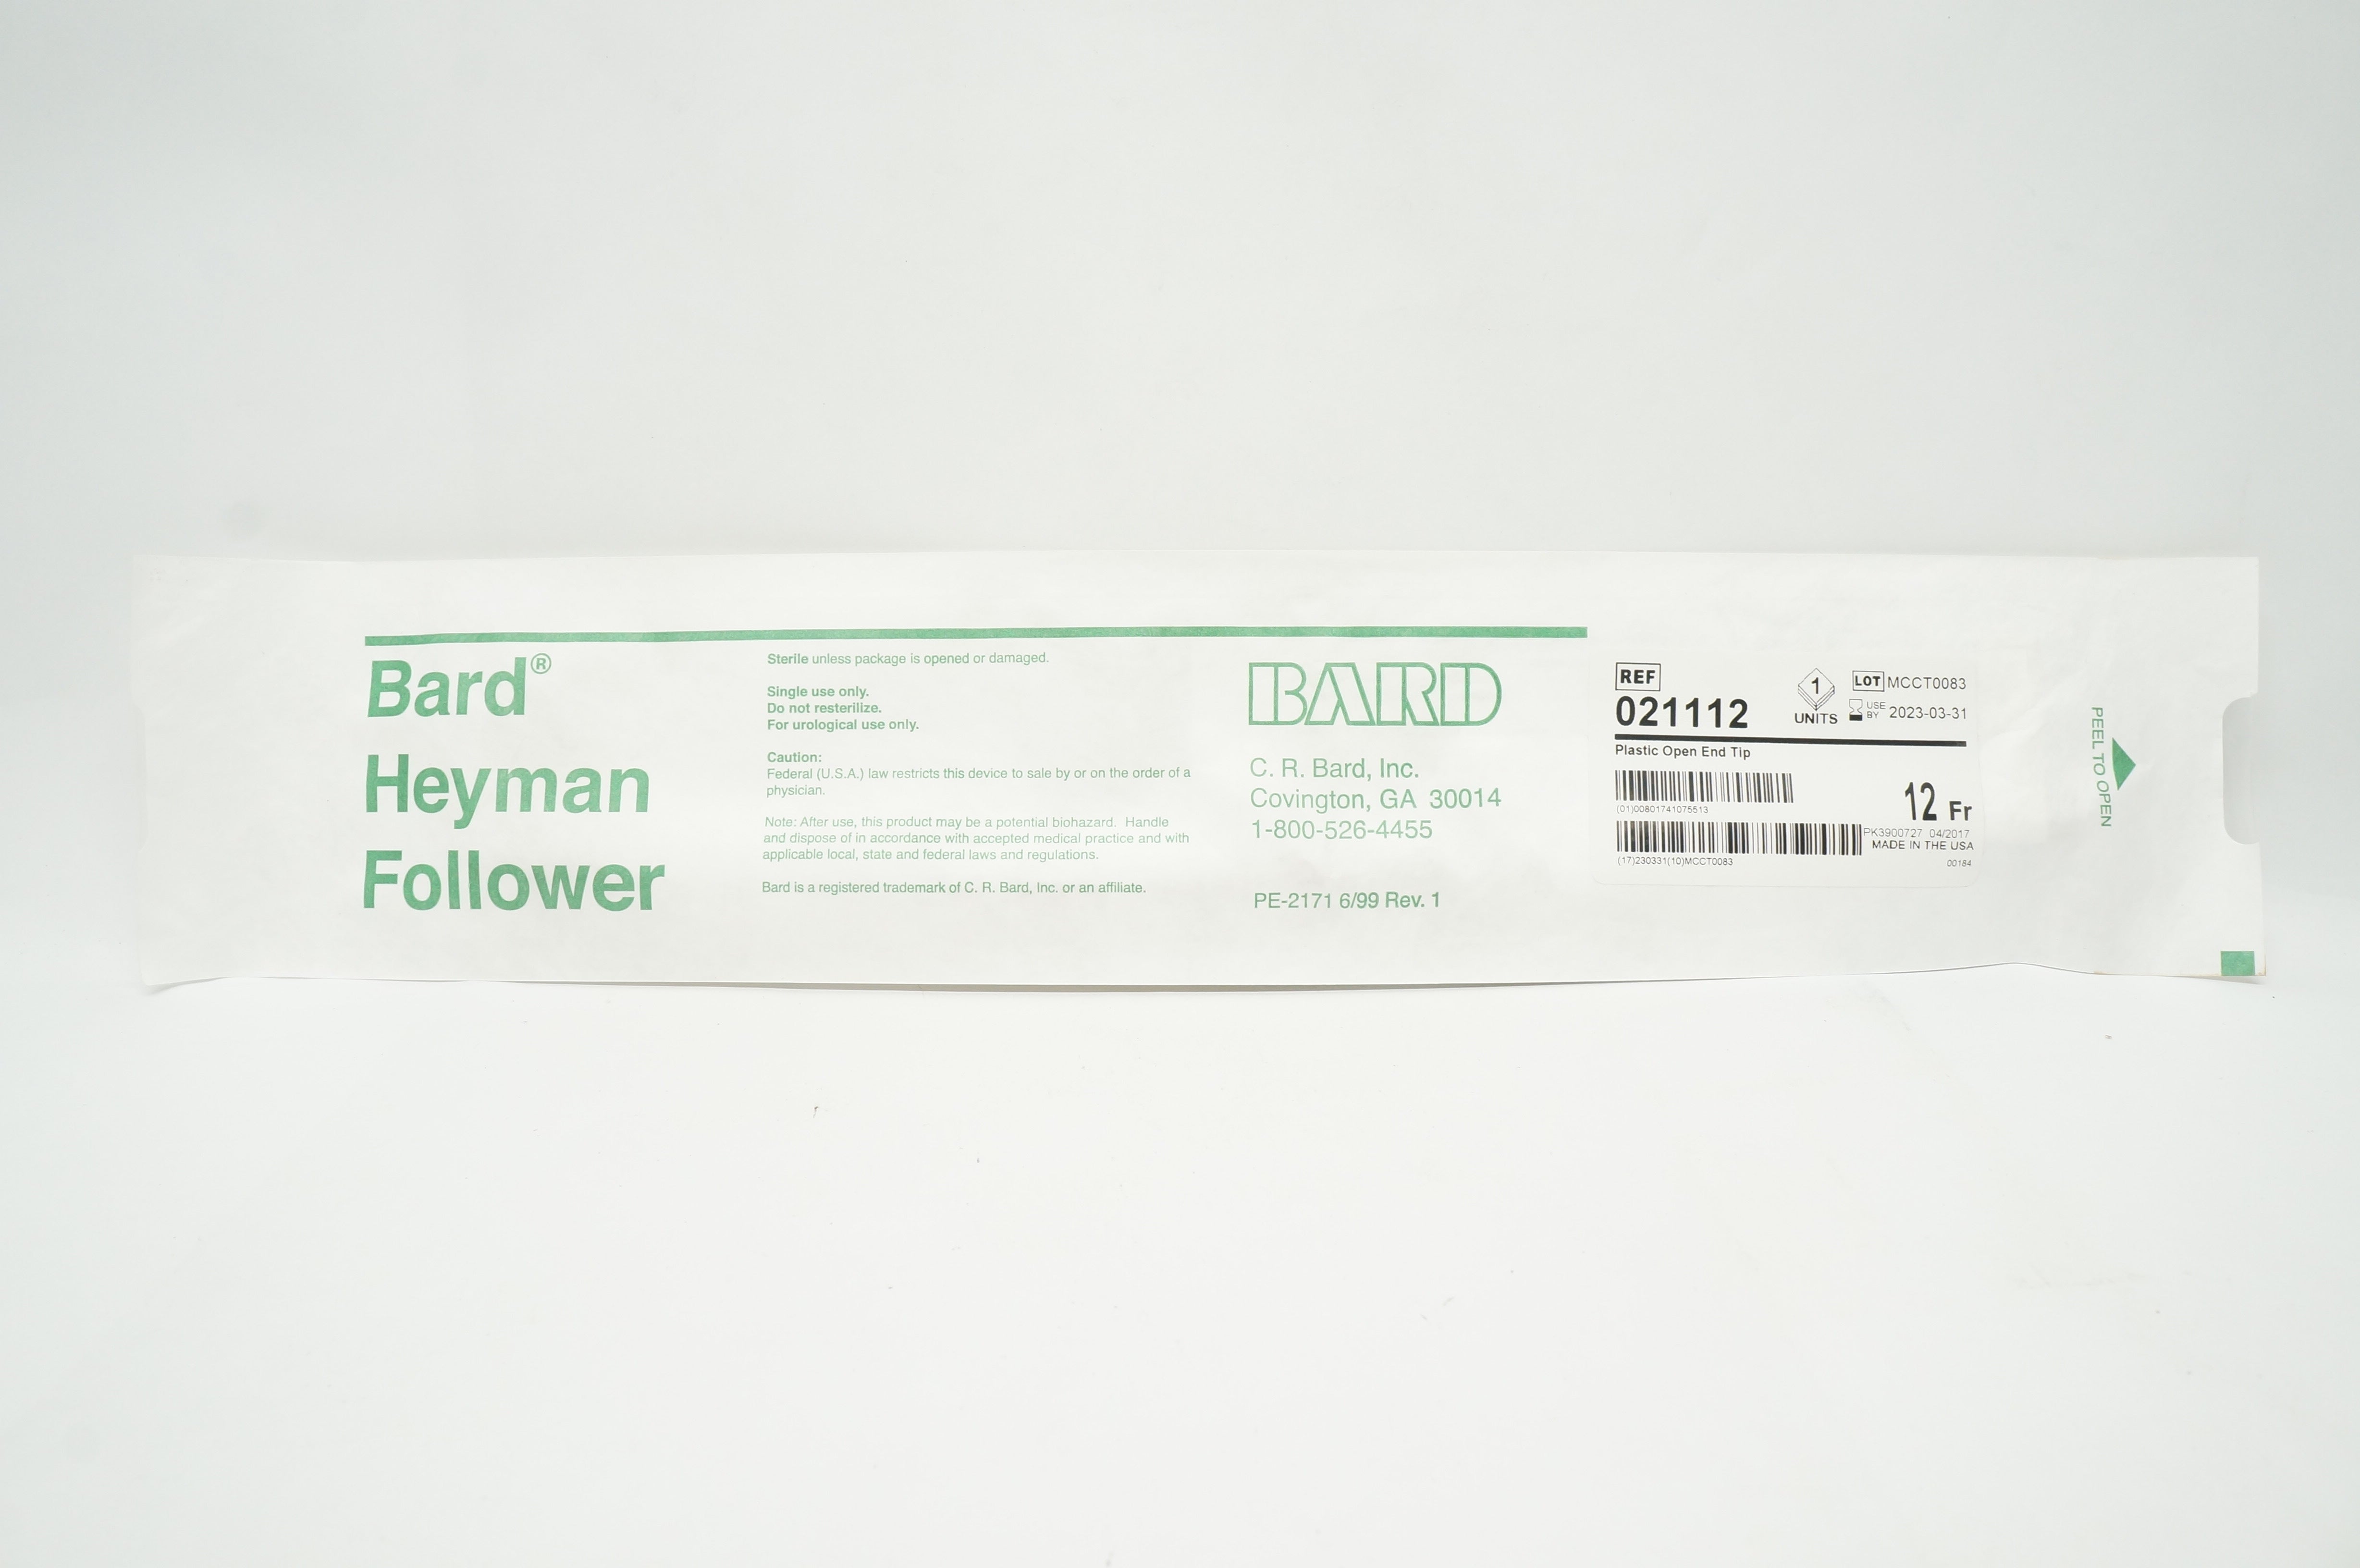 Bard®
Heyman
Follower
Sterile unless package is opened or damaged.
Single use only.
Do not resterilize.
For urological use only.
Caution:
Federal (U.S.A.) law restricts this device to sale by or on the order of a
physician.
Note: After use, this product may be a potential biohazard. Handle
and dispose of in accordance with accepted medical practice and with
applicable local, state and federal laws and regulations.
Bard is a registered trademark of C. R. Bard, Inc. or an affiliate.
BARD
C. R. Bard, Inc.
Covington, GA 30014
1-800-526-4455
PE-2171 6/99 Rev. 1
REF
021112
1
UNITS
LOT MCCT0083
USE BY 2023-03-31
Plastic Open End Tip
(01)00801741075513
12 Fr
(17)230331(10)MCCT0083
PK3900727 04/2017
MADE IN THE USA
00184
PEEL TO OPEN